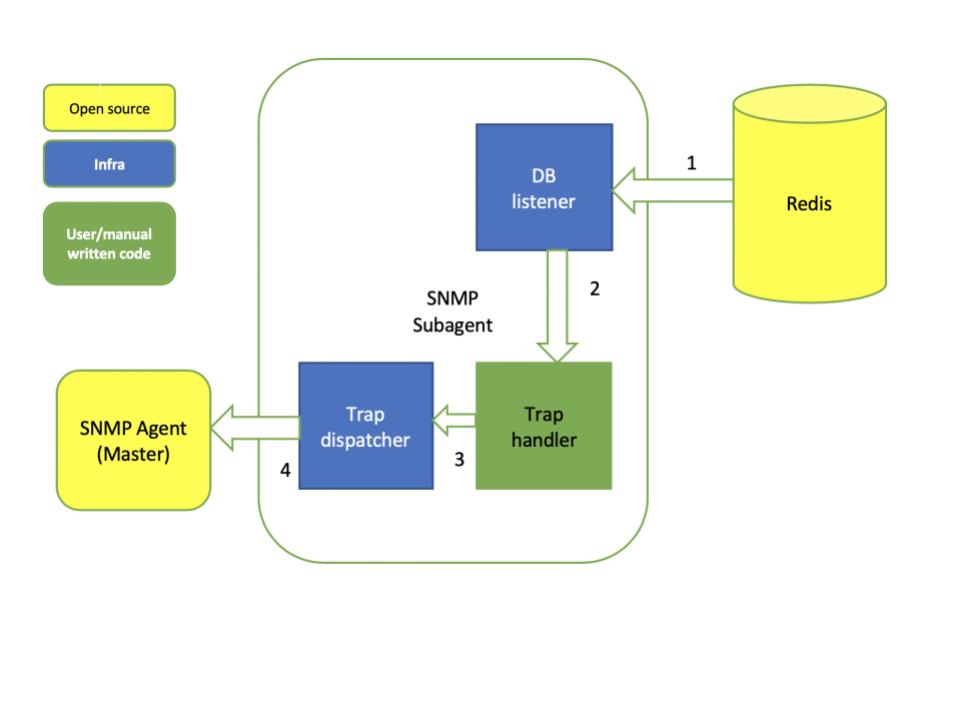 Open source
Infra
User/manual
written code
DB
listener
1
Redis
2
SNMP
Subagent
SNMP Agent
(Master)
Trap
dispatcher
Trap
handler
3
4